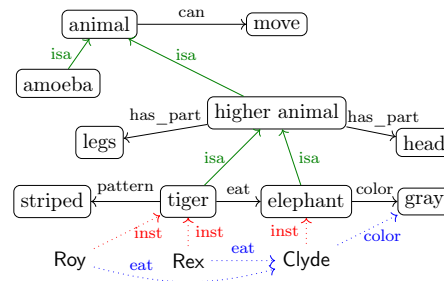 can
animal
move
isa
isa
amoeba
higher animal
has_part
has_part
legs
head
isa
isa
pattern
eat
color
striped
tiger
elephant
gray
inst
inst
inst
eat
color
Roy
Rex
Clyde
eat